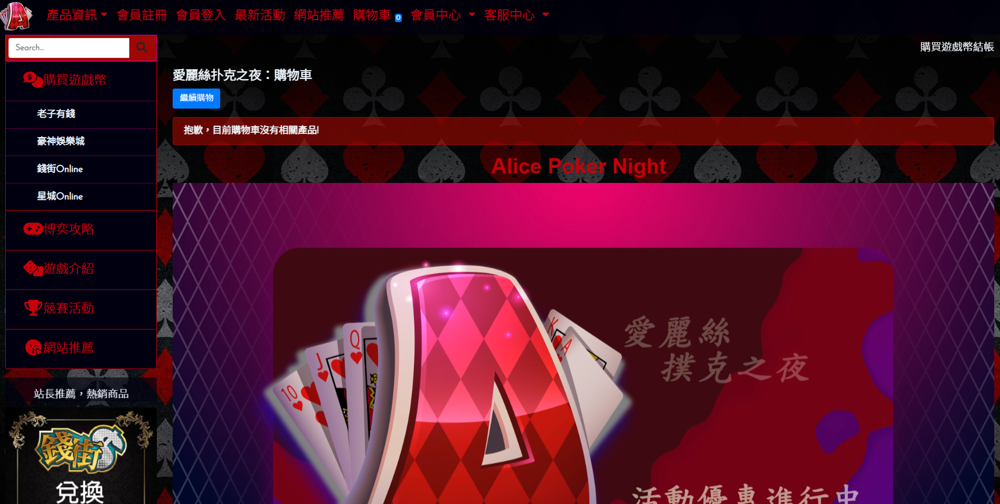 產品資訊 會員註冊 會員登入 最新活動 網站推薦 購物車 0 會員中心 客服中心
Search...
購買遊戲幣結帳
購買遊戲幣
老子有錢
豪神娛樂城
錢街Online
星城Online
博奕攻略
遊戲介紹
競賽活動
網站推薦
站長推薦，熱銷商品
錢街
兌換
愛麗絲扑克之夜：購物車
繼續購物
抱歉，目前購物車沒有相關產品!
Alice Poker Night
10
J
Q
K
A
A
愛麗絲
撲克之夜
活動優惠進行中